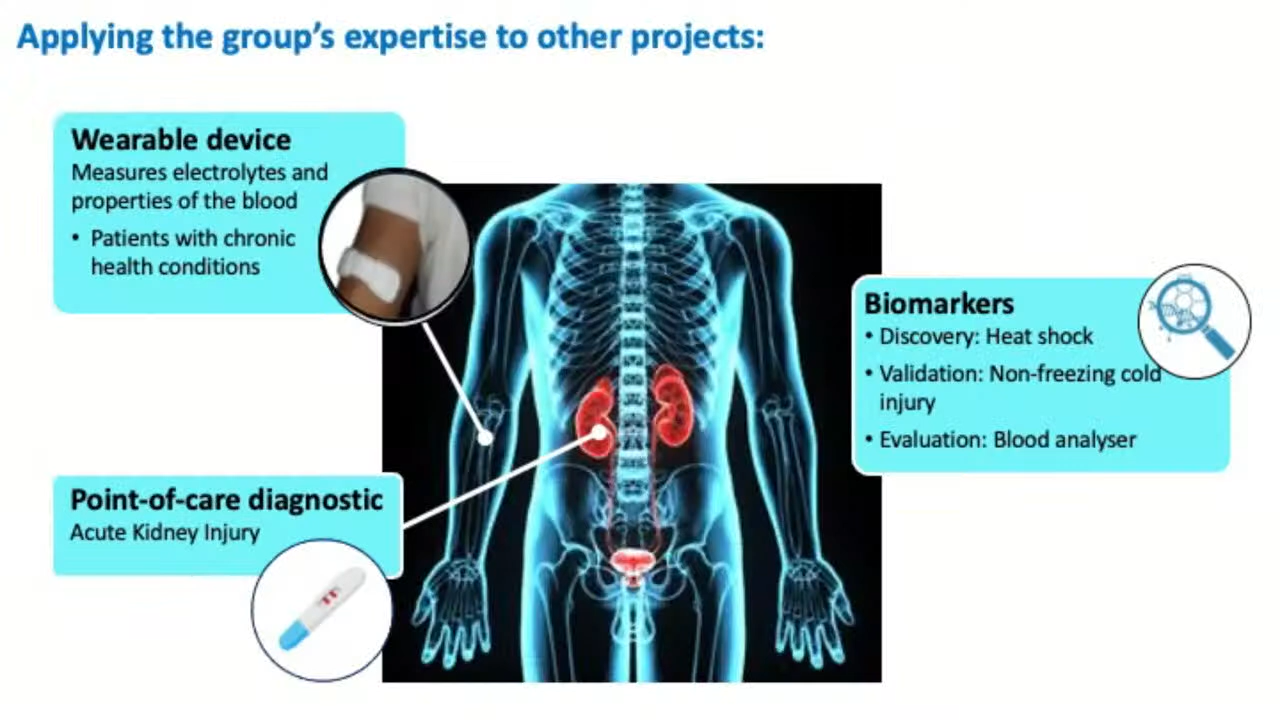 Applying the group's expertise to other projects:
Wearable device
Measures electrolytes and
properties of the blood
• Patients with chronic
health conditions
Point-of-care diagnostic
Acute Kidney Injury
Biomarkers
• Discovery: Heat shock
• Validation: Non-freezing cold
injury
• Evaluation: Blood analyser